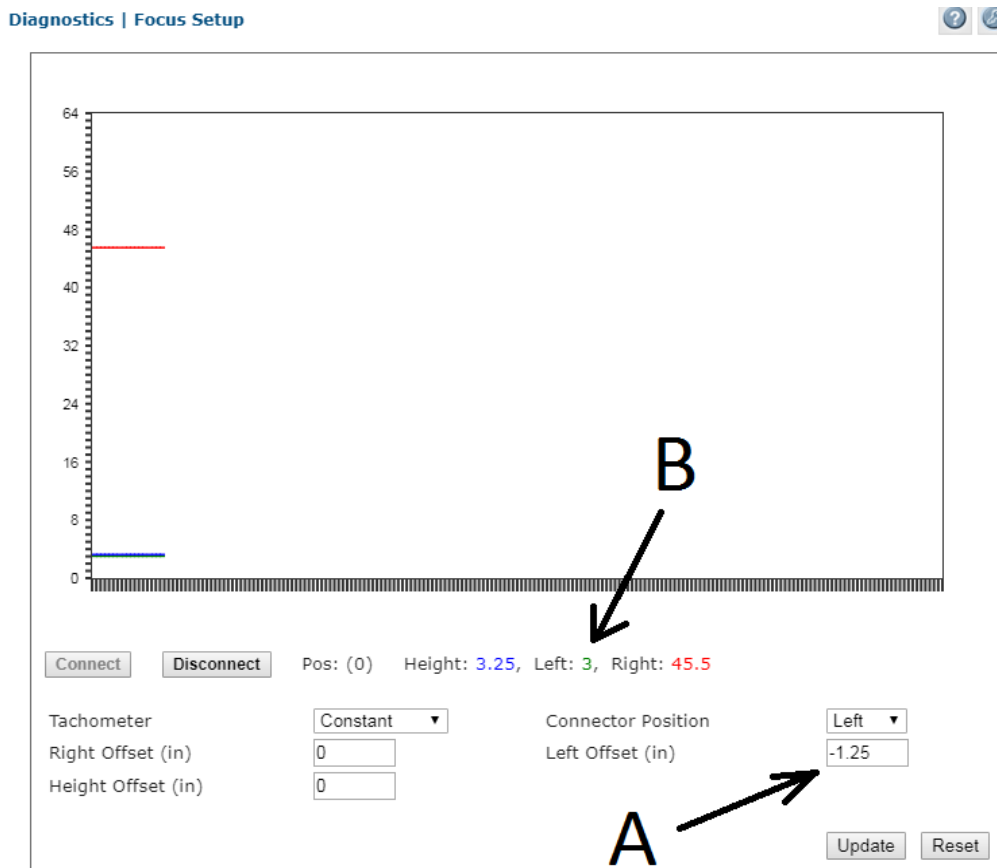 Diagnostics | Focus Setup
64
56
48
40
32
24
16
8
0
B
Connect Disconnect Pos: (0) Height: 3.25, Left: 3, Right: 45.5
Tachometer Constant Connector Position Left
Right Offset (in) 0 Left Offset (in) -1.25
Height Offset (in) 0
A
Update Reset